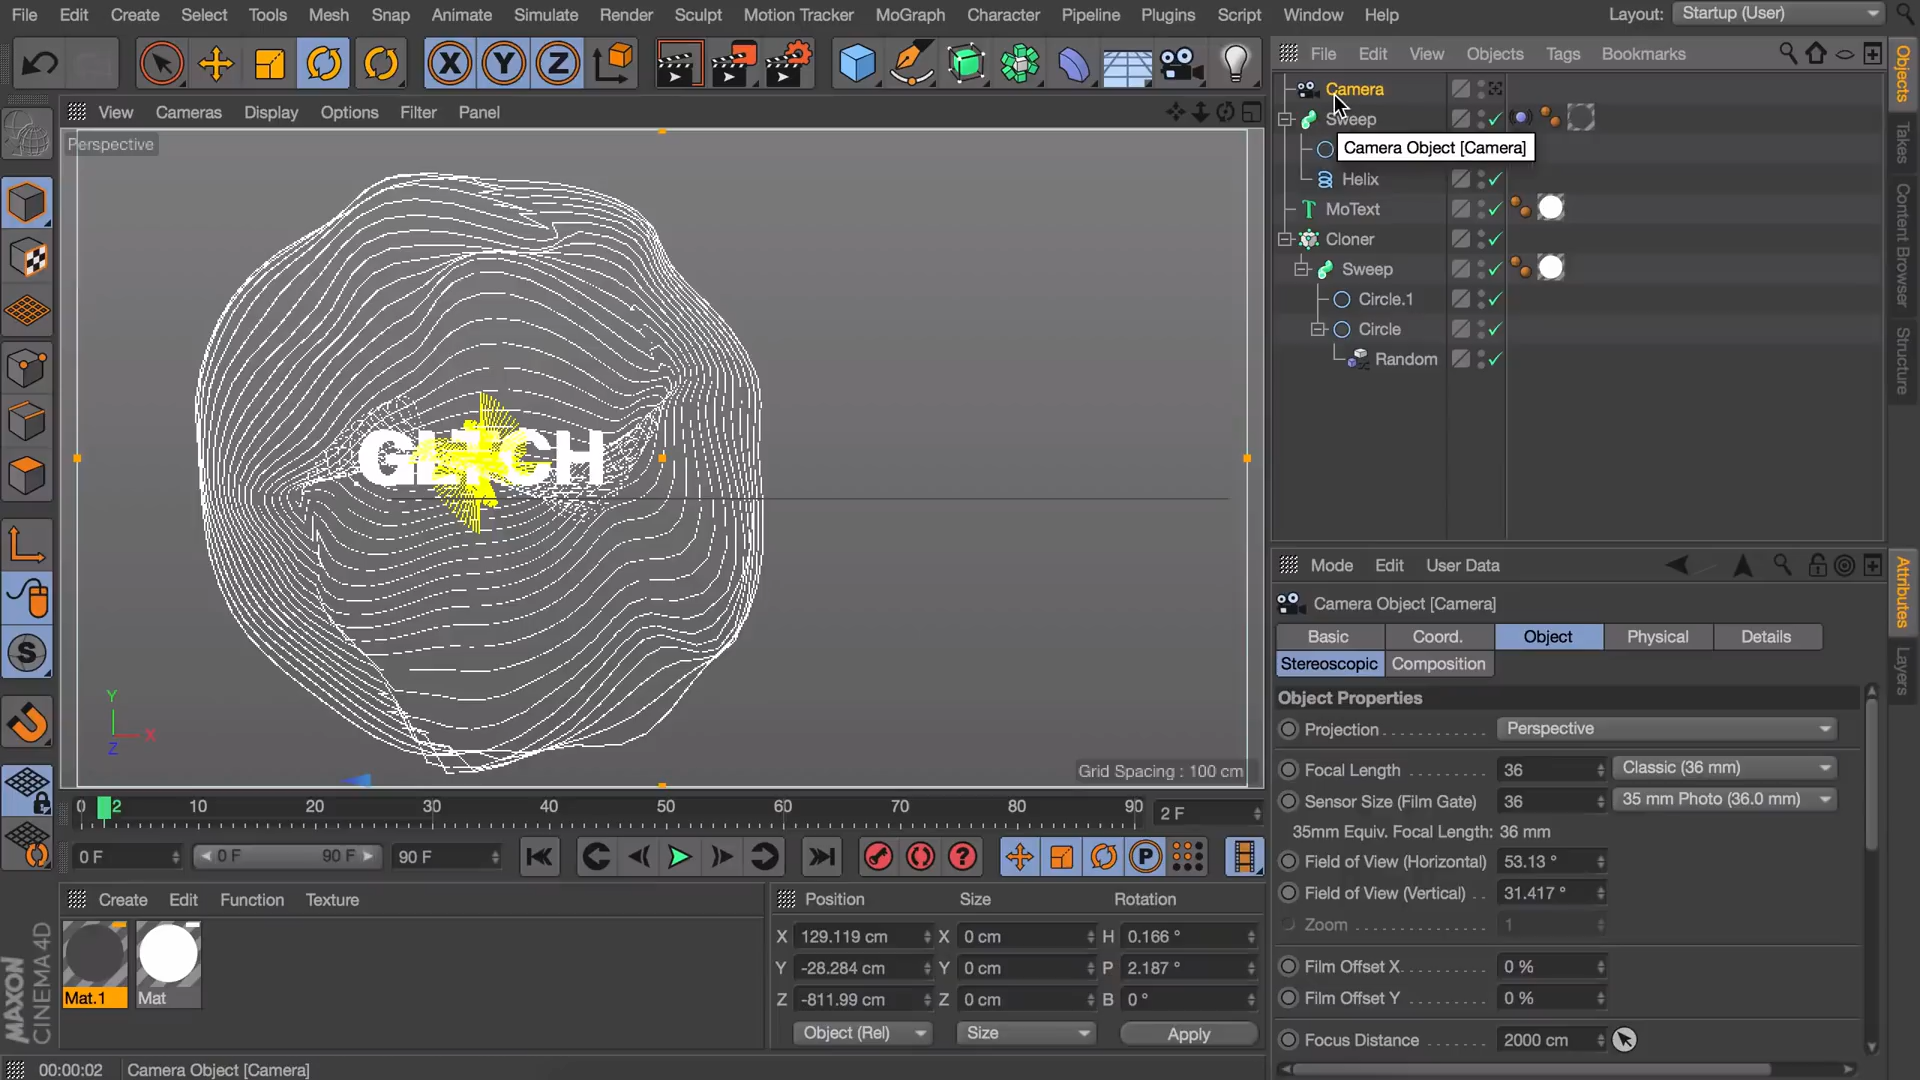 File Edit Create Select Tools Mesh Snap Animate Simulate Render Sculpt Motion Tracker MoGraph Character Pipeline Plugins Script Window Help Layout: Startup (User)
X Y Z
File Edit View Objects Tags Bookmarks
View Cameras Display Options Filter Panel
Perspective
Camera
Sweep
Camera Object [Camera]
Helix
MoText
Cloner
Sweep
Circle.1
Circle
Random
Objects
Takes
Content Browser
Structure
GLITCH
Y
X
Z
Grid Spacing : 100 cm
Mode Edit User Data
Camera Object [Camera]
Basic Coord. Object Physical Details
Stereoscopic Composition
Object Properties
Projection Perspective
Focal Length 36 Classic (36 mm)
Sensor Size (Film Gate) 36 35 mm Photo (36.0 mm)
35mm Equiv. Focal Length: 36 mm
Field of View (Horizontal) 53.13 °
Field of View (Vertical) 31.417 °
Zoom 1
Film Offset X 0 %
Film Offset Y 0 %
Focus Distance 2000 cm
Attributes
Layers
0 2 10 20 30 40 50 60 70 80 90 2 F
0 F 0 F 90 F 90 F
P
Create Edit Function Texture
Mat.1 Mat
MAXON
CINEMA 4D
Position Size Rotation
X 129.119 cm X 0 cm H 0.166 °
Y -28.284 cm Y 0 cm P 2.187 °
Z -811.99 cm Z 0 cm B 0 °
Object (Rel) Size Apply
00:00:02 Camera Object [Camera]